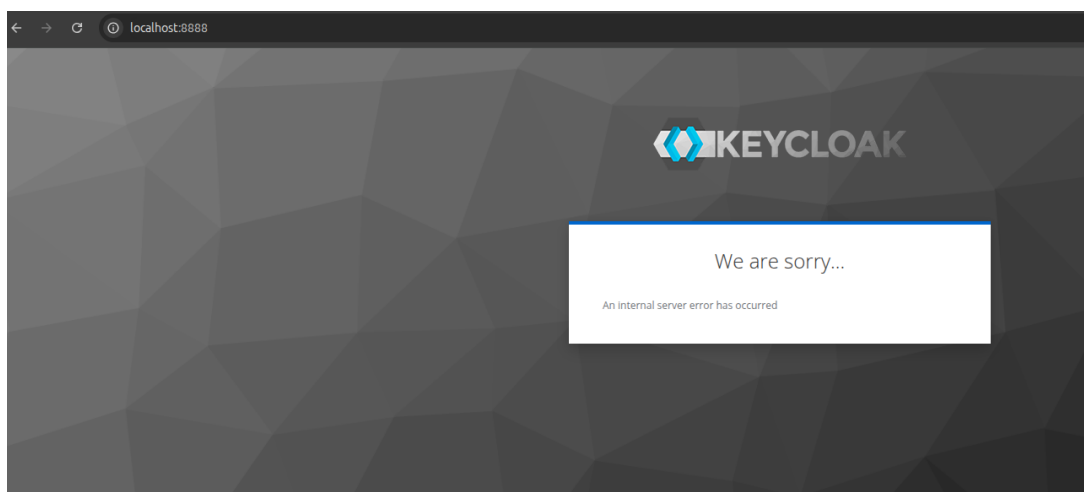 localhost:8888
KEYCLOAK
We are sorry...
An internal server error has occurred